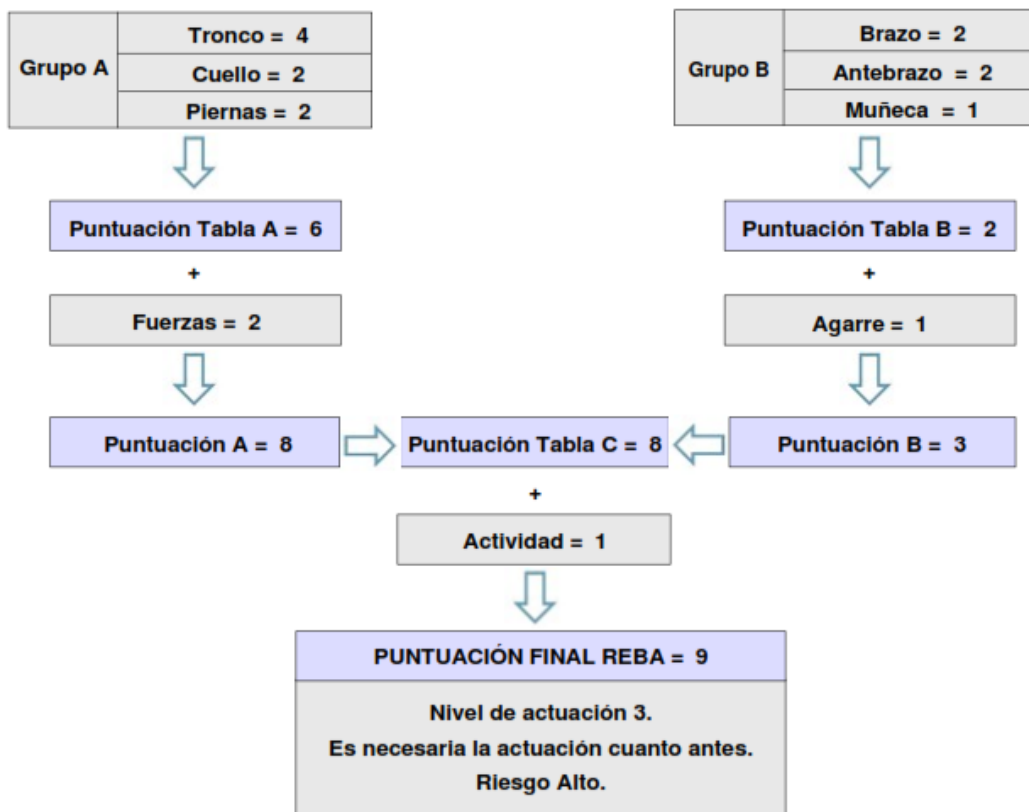 Grupo A
Tronco = 4
Cuello = 2
Piernas = 2
Grupo B
Brazo = 2
Antebrazo = 2
Muñeca = 1
Puntuación Tabla A = 6
+
Fuerzas = 2
Puntuación Tabla B = 2
+
Agarre = 1
Puntuación A = 8
Puntuación Tabla C = 8
Puntuación B = 3
+
Actividad = 1
PUNTUACIÓN FINAL REBA = 9
Nivel de actuación 3.
Es necesaria la actuación cuanto antes.
Riesgo Alto.